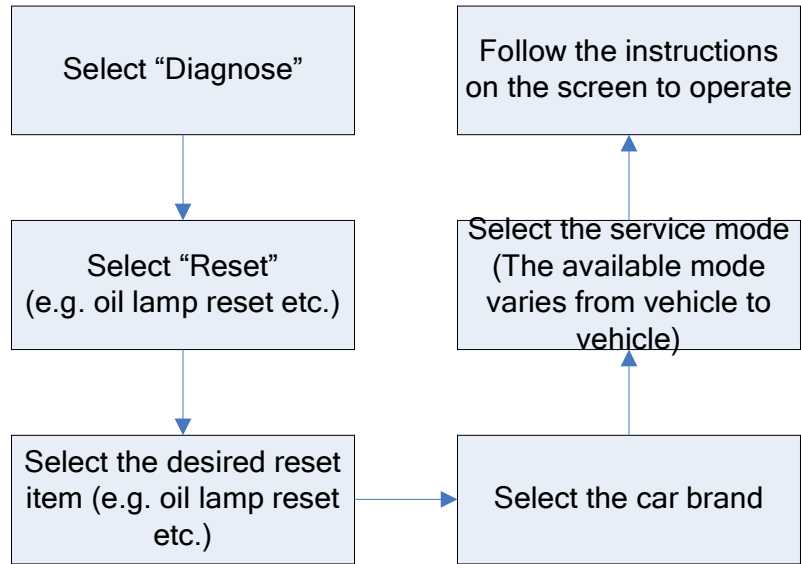 Select “Diagnose”
Select “Reset”
(e.g. oil lamp reset etc.)
Select the desired reset
item (e.g. oil lamp reset
etc.)
Select the car brand
Select the service mode
(The available mode
varies from vehicle to
vehicle)
Follow the instructions
on the screen to operate